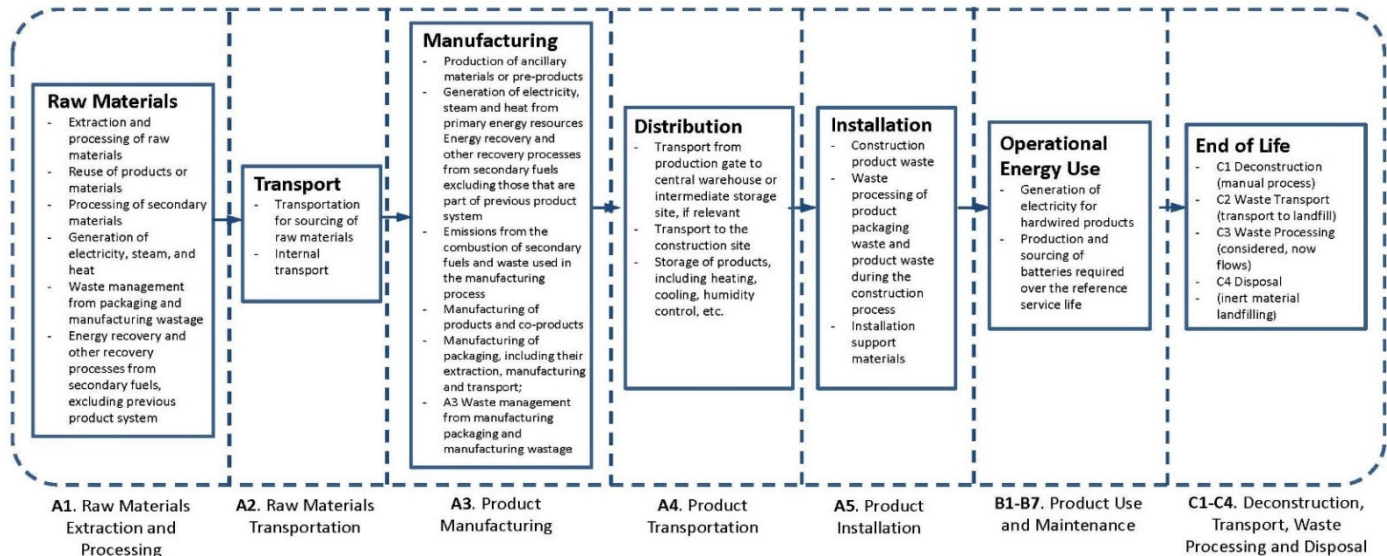 Raw Materials
- Extraction and
processing of raw
materials
- Reuse of products or
materials
- Processing of secondary
materials
- Generation of
electricity, steam, and
heat
- Waste management
from packaging and
manufacturing wastage
- Energy recovery and
other recovery
processes from
secondary fuels,
excluding previous
product system
Transport
- Transportation
for sourcing of
raw materials
- Internal
transport
Manufacturing
- Production of ancillary
materials or pre-products
- Generation of electricity,
steam and heat from
primary energy resources
Energy recovery and
other recovery processes
from secondary fuels
excluding those that are
part of previous product
system
- Emissions from the
combustion of secondary
fuels and waste used in
the manufacturing
process
- Manufacturing of
products and co-products
- Manufacturing of
packaging, including their
extraction, manufacturing
and transport;
- A3 Waste management
from manufacturing
packaging and
manufacturing wastage
Distribution
- Transport from
production gate to
central warehouse or
intermediate storage
site, if relevant
- Transport to the
construction site
- Storage of products,
including heating,
cooling, humidity
control, etc.
Installation
- Construction
product waste
- Waste
processing of
product
packaging
waste and
product waste
during the
construction
process
- Installation
support
materials
Operational
Energy Use
- Generation of
electricity for
hardwired products
- Production and
sourcing of
batteries required
over the reference
service life
End of Life
- C1 Deconstruction
(manual process)
- C2 Waste Transport
(transport to landfill)
- C3 Waste Processing
(considered, now
flows)
- C4 Disposal
- (inert material
landfilling)
A1. Raw Materials
Extraction and
Processing
A2. Raw Materials
Transportation
A3. Product
Manufacturing
A4. Product
Transportation
A5. Product
Installation
B1-B7. Product Use
and Maintenance
C1-C4. Deconstruction,
Transport, Waste
Processing and Disposal